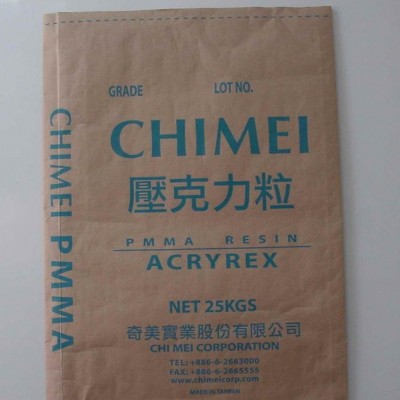 GRADE LOT NO.
CHIMEI
壓克力粒
PMMA RESIN
ACRYREX
NET 25KGS
奇美實業股份有限公司
CHI MEI CORPORATION
TEL: +886-6-2663000
FAX: +886-6-2665555
www.chimeicorp.com
MADE IN TAIWAN
CHIMEI PMMA